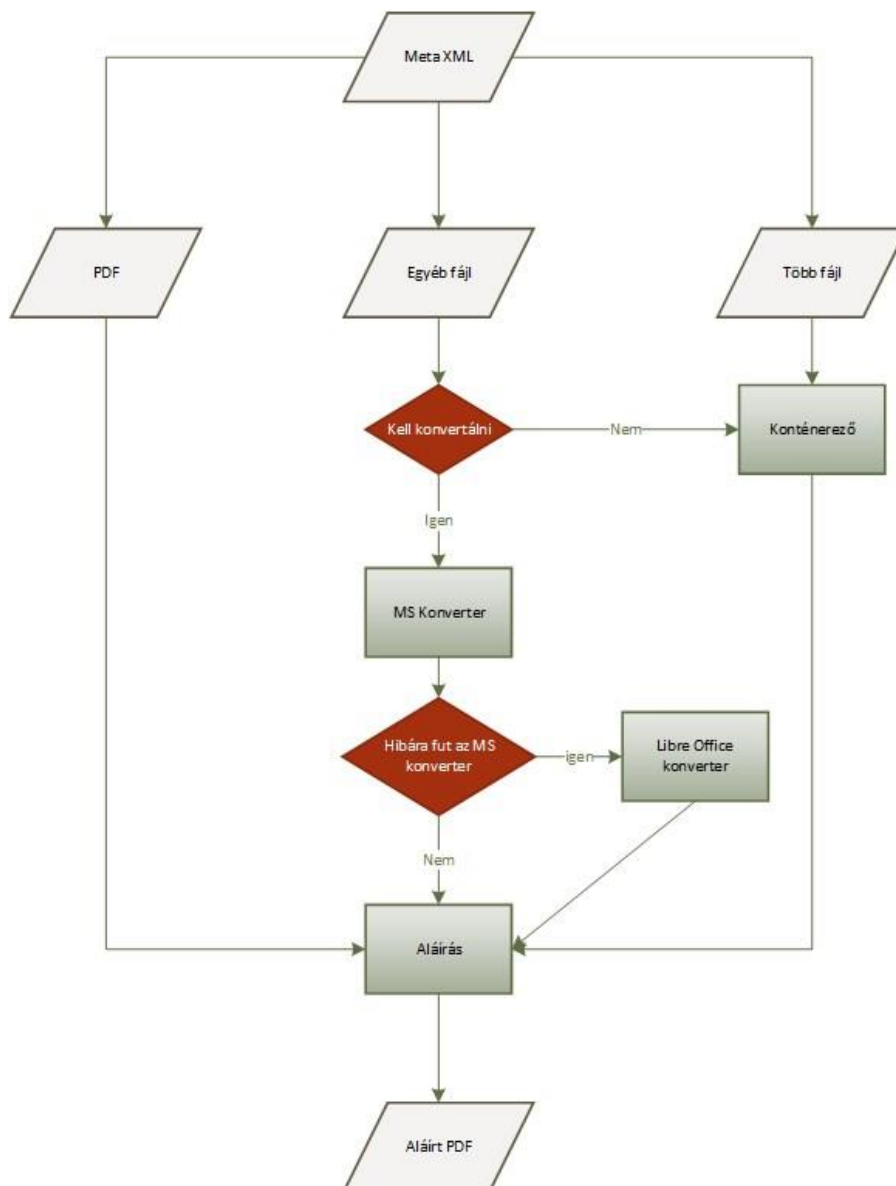 Meta XML
PDF
Egyéb fájl
Több fájl
Kell konvertálni
Nem
Konténerező
Igen
MS Konverter
Hibára fut az MS
konverter
igen
Libre Office
konverter
Nem
Aláírás
Aláírt PDF